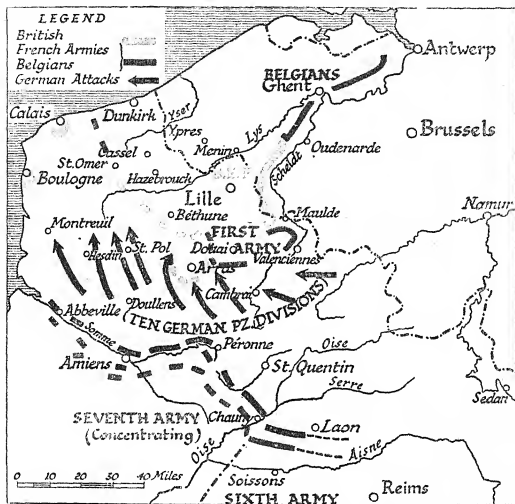 LEGEND
British
French Armies
Belgians
German Attacks
Antwerp
BELGIANS
Ghent
Calais
Dunkirk
Yser
Ypres
Lys
Scheldt
Brussels
Cassel
Menin
Oudenarde
St. Omer
Boulogne
Hazebrouck
B.E.F.
Lille
Namur
Béthune
Maulde
Montreuil
FIRST
ARMY
Hesdin
St. Pol
Douai
Valenciennes
Arras
Cambrai
Abbeville
Doullens
(TEN GERMAN PZ. DIVISIONS)
Somme
Péronne
Oise
Amiens
St. Quentin
Serre
Sedan
SEVENTH ARMY
(Concentrating)
Chauny
Laon
Oise
Aisne
0 10 20 30 40 Miles
Soissons
Reims
SIXTH ARMY